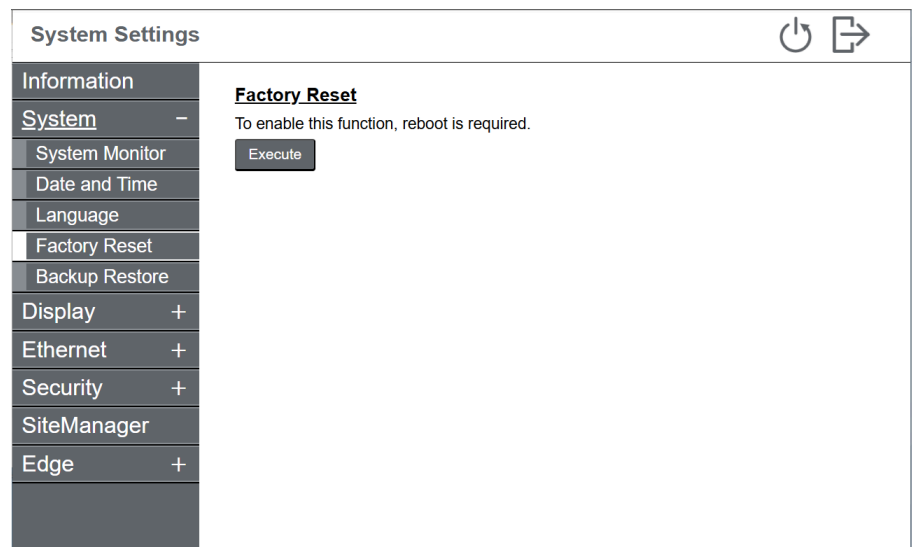 System Settings
Information
System −
System Monitor
Date and Time
Language
Factory Reset
Backup Restore
Display +
Ethernet +
Security +
SiteManager
Edge +
Factory Reset
To enable this function, reboot is required.
Execute